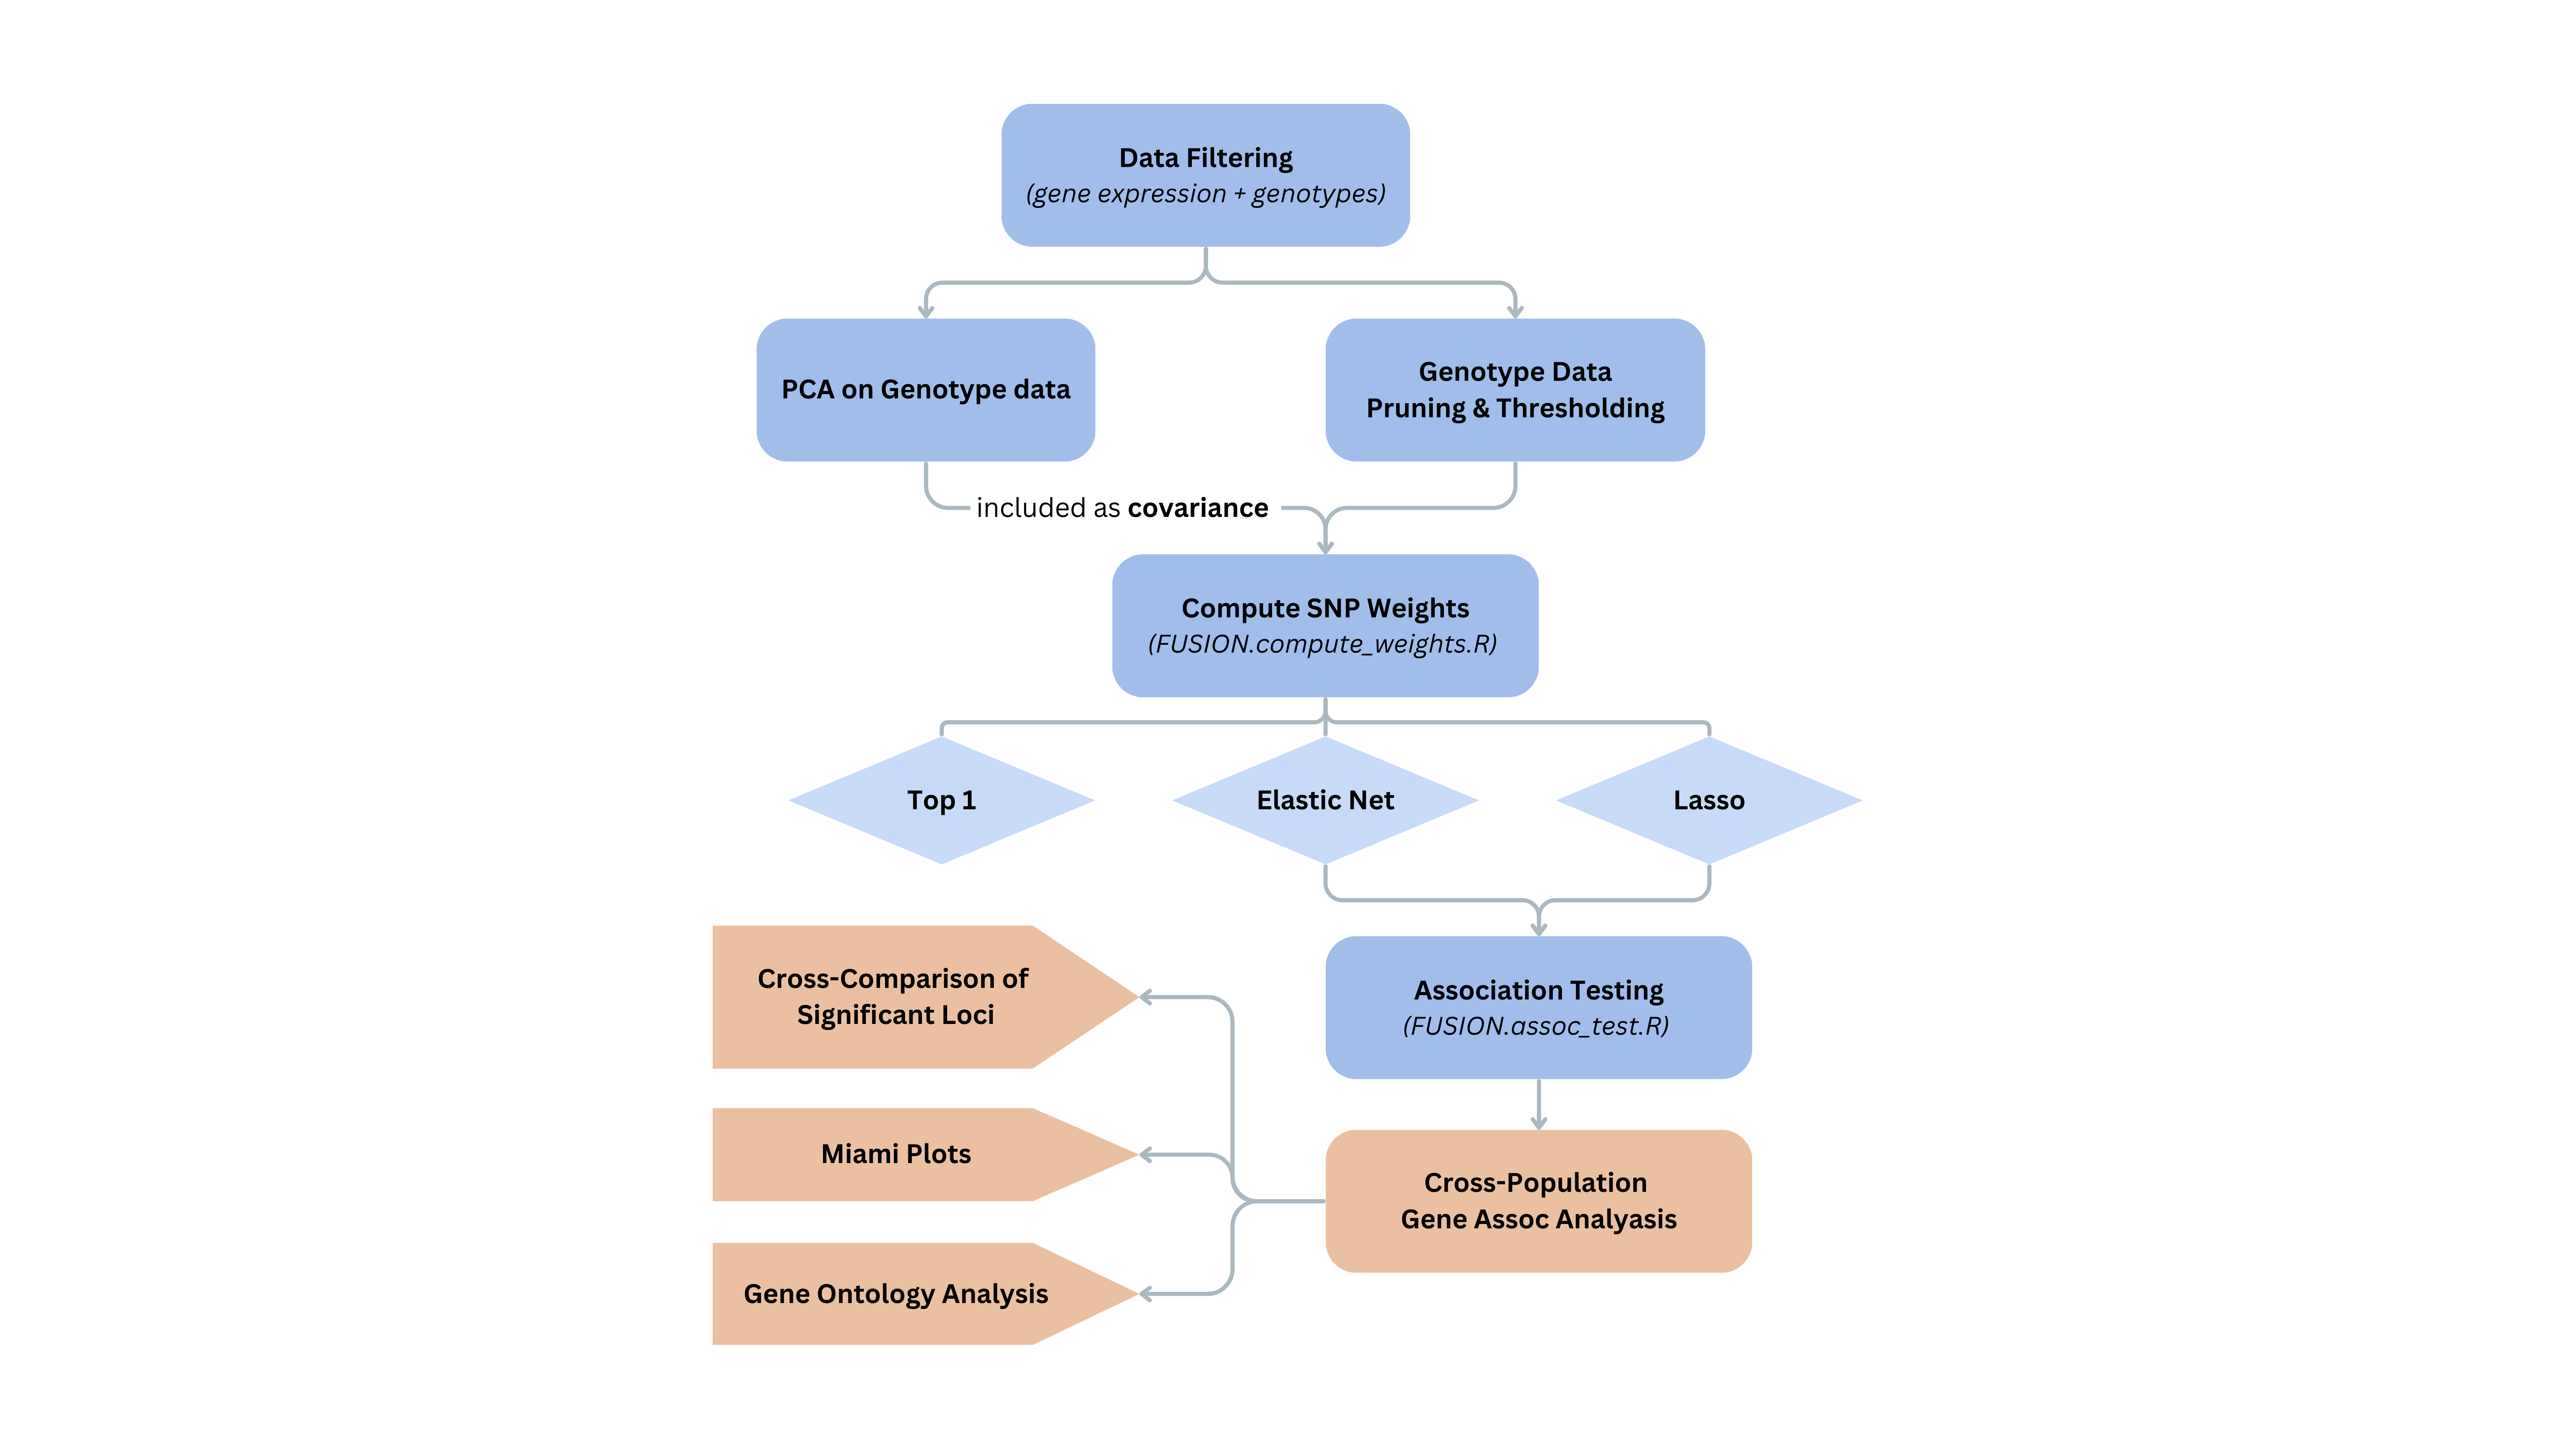 Data Filtering
(gene expression + genotypes)
PCA on Genotype data
Genotype Data
Pruning & Thresholding
included as covariance
Compute SNP Weights
(FUSION.compute_weights.R)
Top 1
Elastic Net
Lasso
Association Testing
(FUSION.assoc_test.R)
Cross-Population
Gene Assoc Analyasis
Cross-Comparison of
Significant Loci
Miami Plots
Gene Ontology Analysis